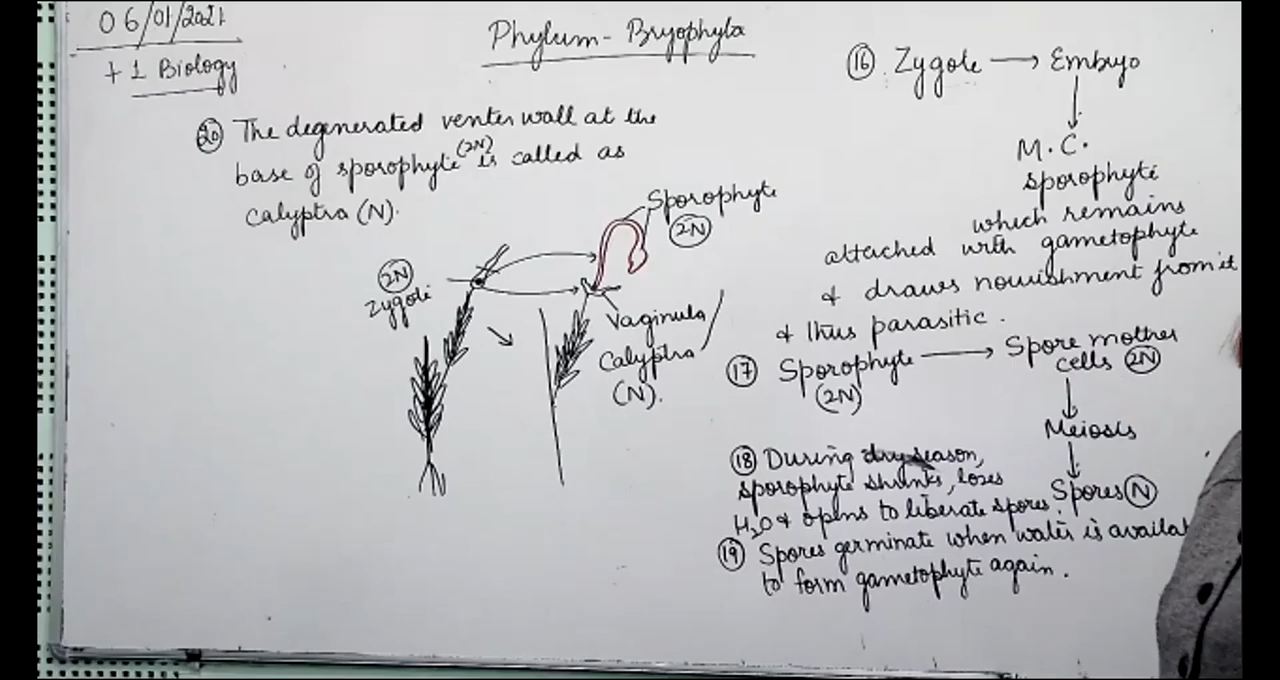 06/01/2021
+1 Biology
Phylum- Bryophyta
20 The degenerated venter wall at the
base of sporophyte (2N) is called as
calyptra (N).
Sporophyte
2N
2N
Zygote
Vaginula /
Calyptra
(N).
16 Zygote → Embryo
↓
M.C.
sporophyte
which remains
attached with gametophyte
& draws nourishment from it
& thus parasitic.
17 Sporophyte → Spore mother
(2N) cells 2N
↓
Meiosis
↓
Spores N
18 During dry season,
sporophyte shrinks, loses
H2O & opens to liberate spores.
19 Spores germinate when water is availab
to form gametophyte again.